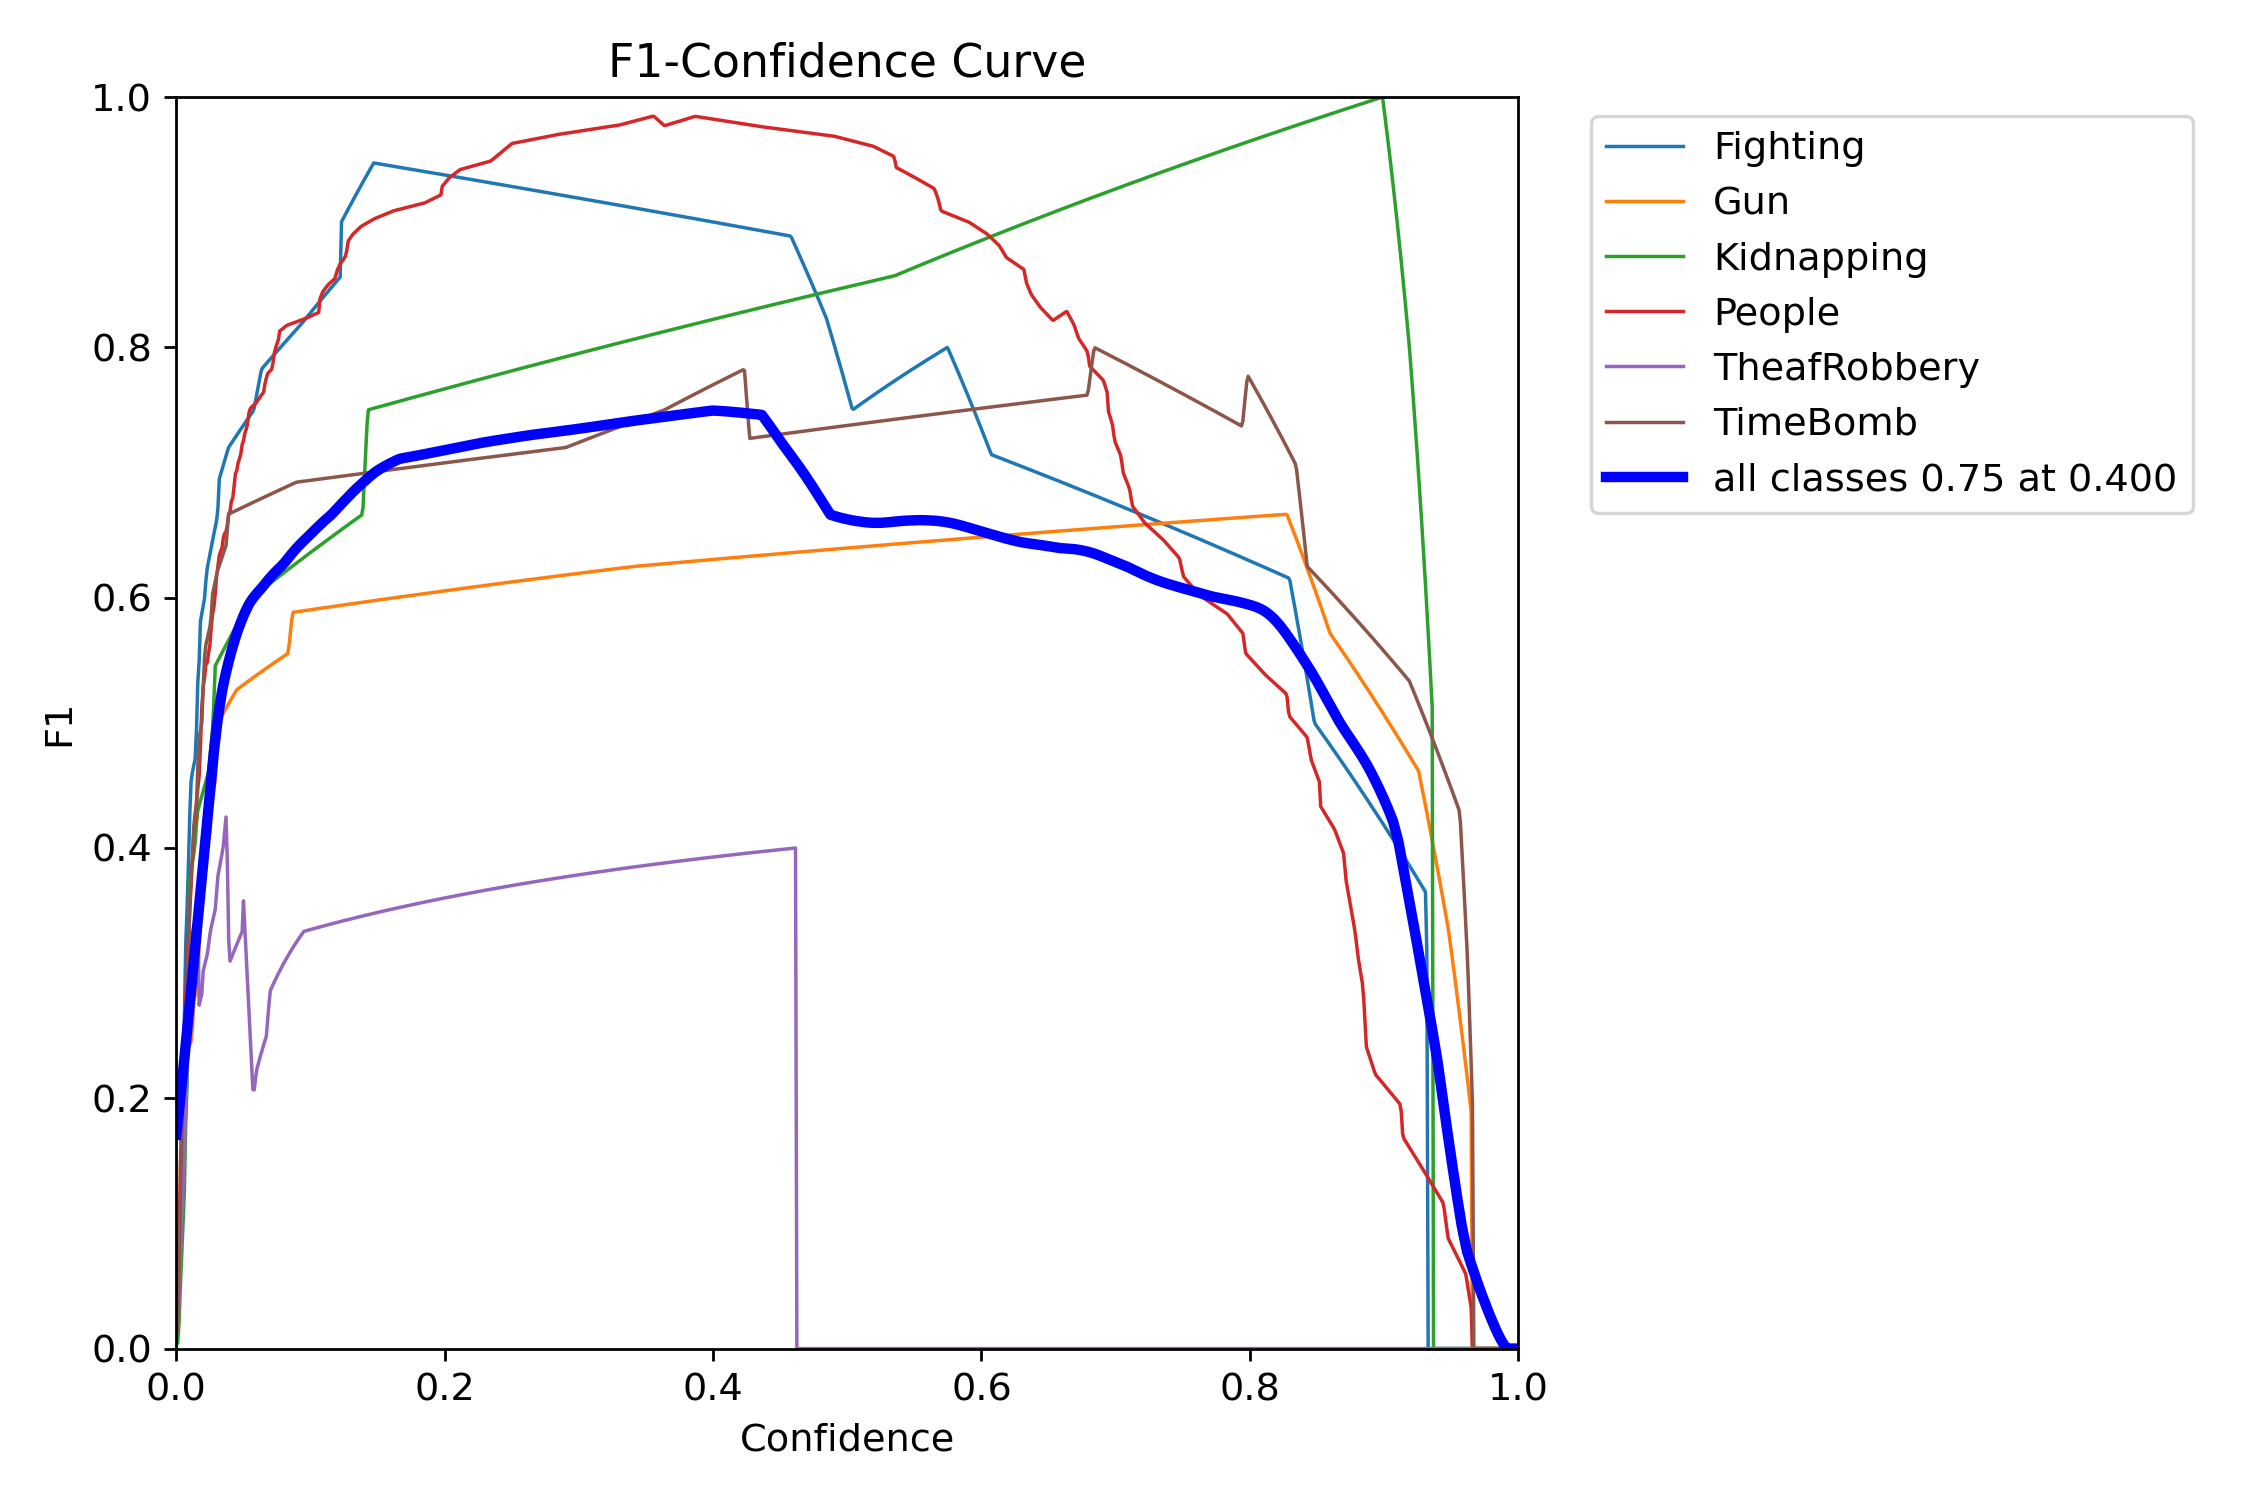 F1-Confidence Curve
1.0
0.8
0.6
0.4
0.2
0.0
F1
0.0 0.2 0.4 0.6 0.8 1.0
Confidence
Fighting
Gun
Kidnapping
People
TheafRobbery
TimeBomb
all classes 0.75 at 0.400